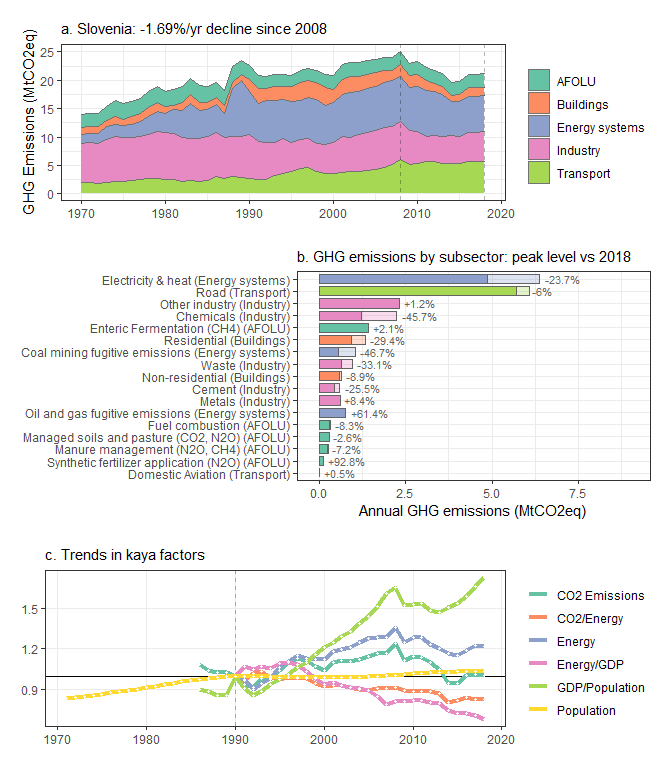 a. Slovenia: -1.69%/yr decline since 2008
GHG Emissions (MtCO2eq)
25
20
15
10
5
0
1970
1980
1990
2000
2010
2020
AFOLU
Buildings
Energy systems
Industry
Transport
b. GHG emissions by subsector: peak level vs 2018
Electricity & heat (Energy systems) -23.7%
Road (Transport) -6%
Other industry (Industry) +1.2%
Chemicals (Industry) -45.7%
Enteric Fermentation (CH4) (AFOLU) +2.1%
Residential (Buildings) -29.4%
Coal mining fugitive emissions (Energy systems) -46.7%
Waste (Industry) -33.1%
Non-residential (Buildings) -8.9%
Cement (Industry) -25.5%
Metals (Industry) +8.4%
Oil and gas fugitive emissions (Energy systems) +61.4%
Fuel combustion (AFOLU) -8.3%
Managed soils and pasture (CO2, N2O) (AFOLU) -2.6%
Manure management (N2O, CH4) (AFOLU) -7.2%
Synthetic fertilizer application (N2O) (AFOLU) +92.8%
Domestic Aviation (Transport) +0.5%
0.0
2.5
5.0
7.5
Annual GHG emissions (MtCO2eq)
c. Trends in kaya factors
1.5
1.2
0.9
1970
1980
1990
2000
2010
2020
CO2 Emissions
CO2/Energy
Energy
Energy/GDP
GDP/Population
Population